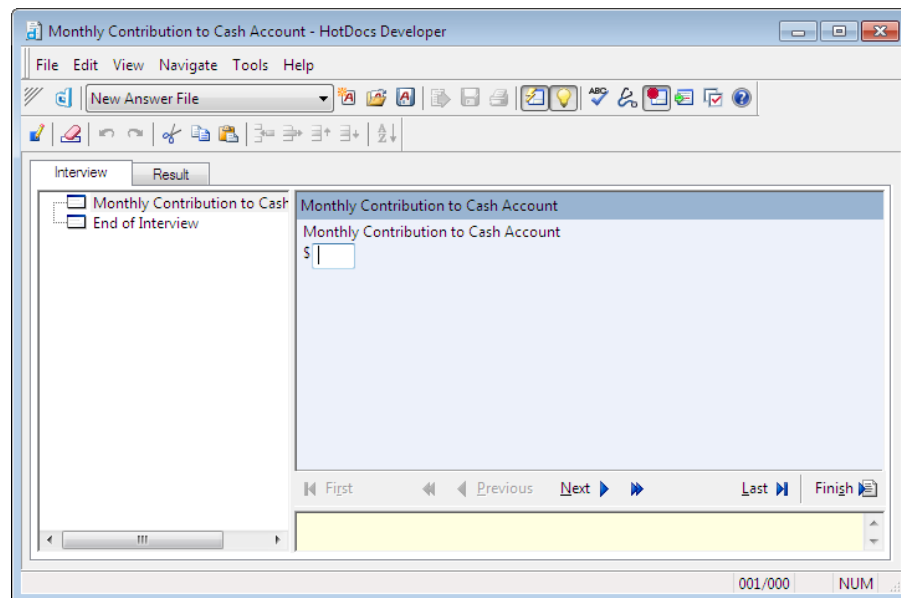 Monthly Contribution to Cash Account - HotDocs Developer
File Edit View Navigate Tools Help
New Answer File
ABC
Interview Result
Monthly Contribution to Cash
End of Interview
Monthly Contribution to Cash Account
Monthly Contribution to Cash Account
$
First Previous Next Last Finish
001/000 NUM